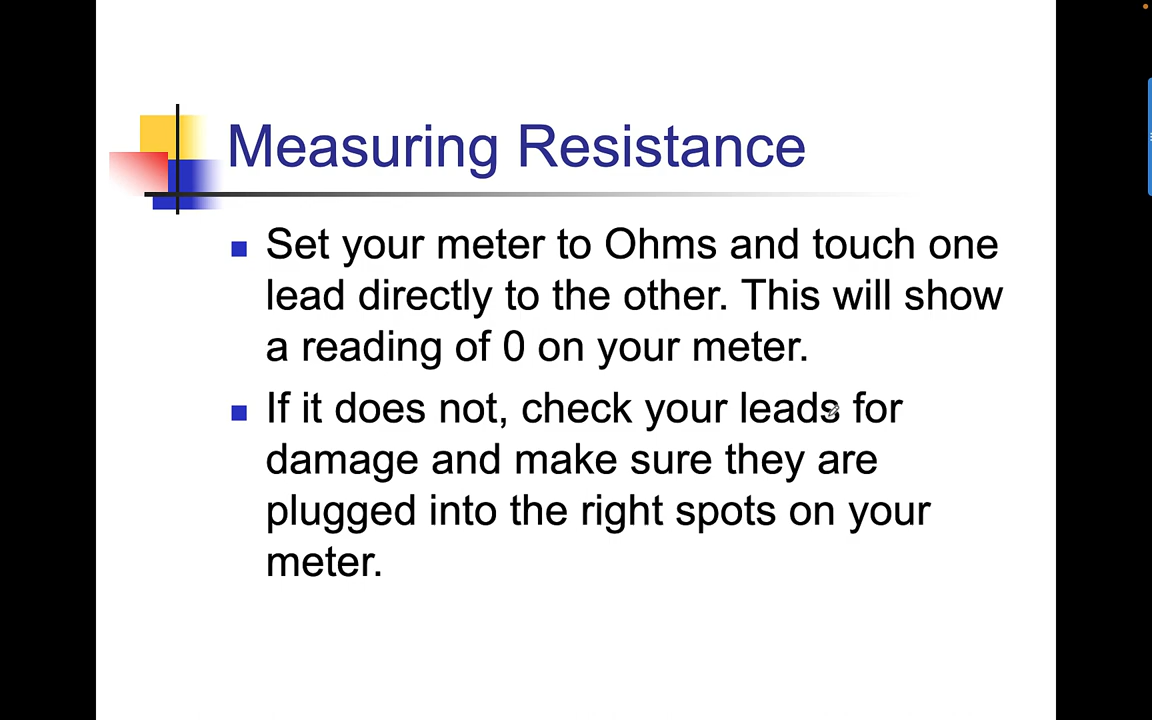 Measuring Resistance
Set your meter to Ohms and touch one
lead directly to the other. This will show
a reading of 0 on your meter.
If it does not, check your leads for
damage and make sure they are
plugged into the right spots on your
meter.